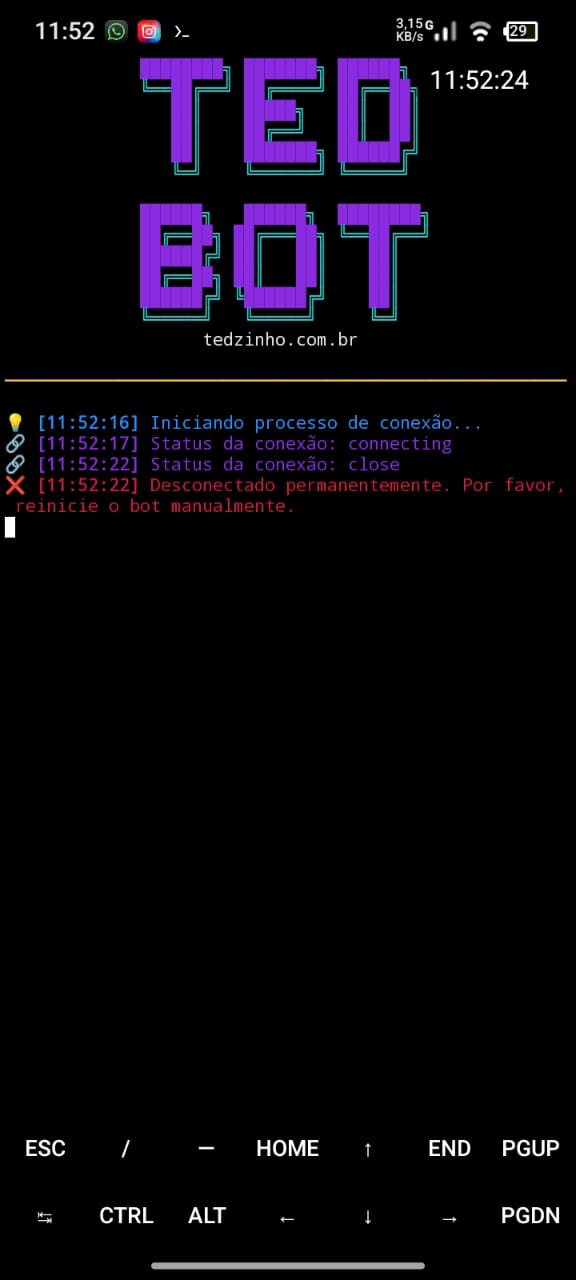 11:52
3,15 G
KB/s
29
11:52:24
TED
BOT
tedzinho.com.br
[11:52:16] Iniciando processo de conexão...
[11:52:17] Status da conexão: connecting
[11:52:22] Status da conexão: close
[11:52:22] Desconectado permanentemente. Por favor,
reinicie o bot manualmente.
ESC / — HOME ↑ END PGUP
↹ CTRL ALT ← ↓ → PGDN